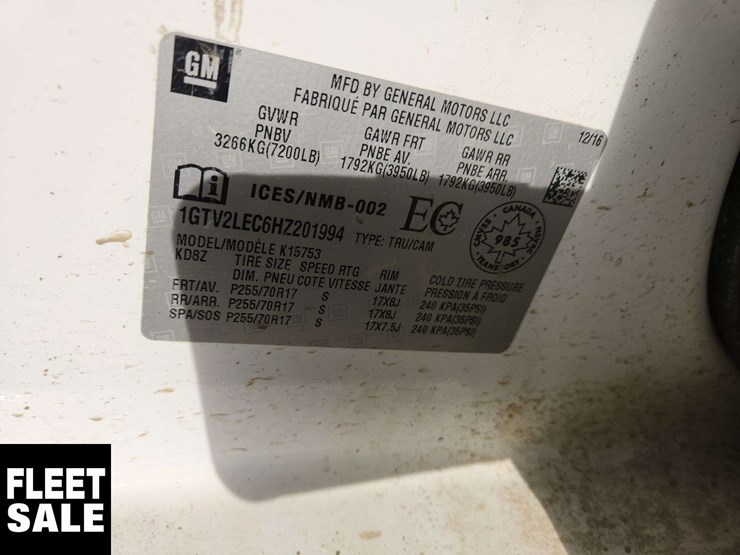 GM
MFD BY GENERAL MOTORS LLC
FABRIQUÉ PAR GENERAL MOTORS LLC
12/16
GVWR
PNBV
3266KG(7200LB)
GAWR FRT
PNBE AV.
1792KG(3950LB)
GAWR RR
PNBE ARR.
1792KG(3950LB)
ICES/NMB-002
EC
CANADA
985
TRANSPORT
1GTV2LEC6HZ201994 TYPE: TRU/CAM
MODEL/MODÈLE K15753
KD8Z TIRE SIZE SPEED RTG RIM COLD TIRE PRESSURE
DIM. PNEU COTE VITESSE JANTE PRESSION À FROID
FRT/AV. P255/70R17 S 17X8J 240 KPA(35PSI)
RR/ARR. P255/70R17 S 17X8J 240 KPA(35PSI)
SPA/SOS P255/70R17 S 17X7.5J 240 KPA(35PSI)
FLEET
SALE